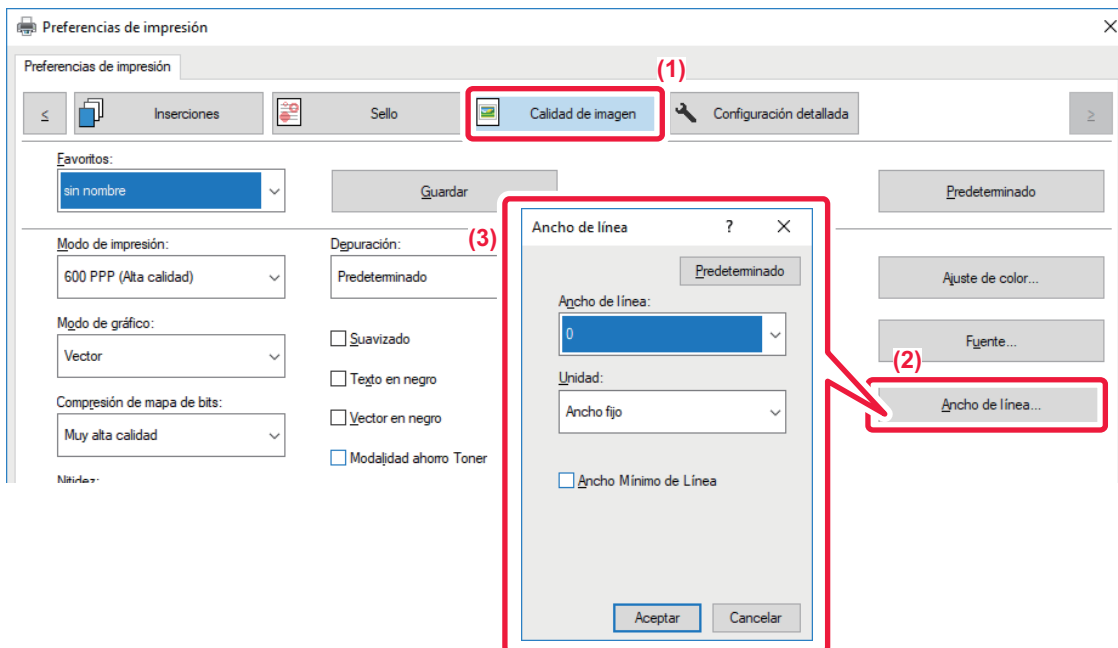 Preferencias de impresión
Preferencias de impresión
(1)
≤ Inserciones Sello Calidad de imagen Configuración detallada ≥
Favoritos:
sin nombre Guardar Predeterminado
Modo de impresión: Depuración:
600 PPP (Alta calidad) Predeterminado Ajuste de color...
Modo de gráfico:
Vector Suavizado Fuente...
Texto en negro
(2)
Compresión de mapa de bits: Vector en negro Ancho de línea...
Muy alta calidad
Modalidad ahorro Toner
Nitidez:
(3)
Ancho de línea ?
Predeterminado
Ancho de línea:
0
Unidad:
Ancho fijo
Ancho Mínimo de Línea
Aceptar Cancelar